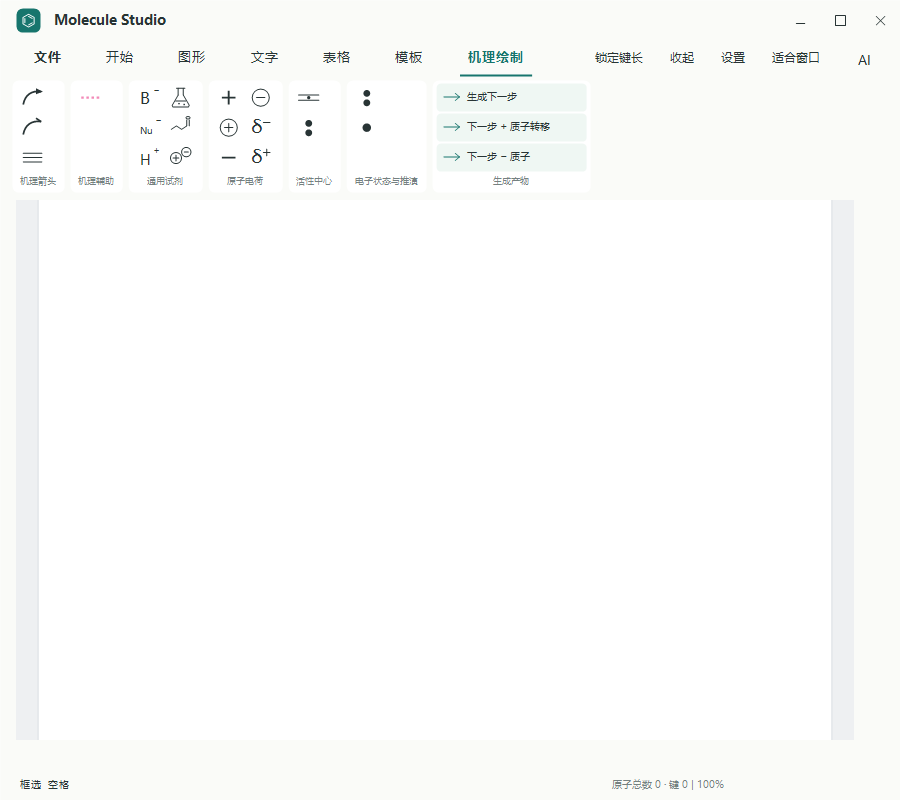 Molecule Studio
文件 开始 图形 文字 表格 模板 机理绘制 锁定键长 收起 设置 适合窗口 AI
B⁻ + − 生成下一步
Nu⁻ + δ⁻ 下一步 + 质子转移
H⁺ − δ⁺ 下一步 − 质子
机理箭头 机理辅助 通用试剂 原子电荷 活性中心 电子状态与推演 生成产物
框选 空格 原子总数 0 · 键 0 | 100%